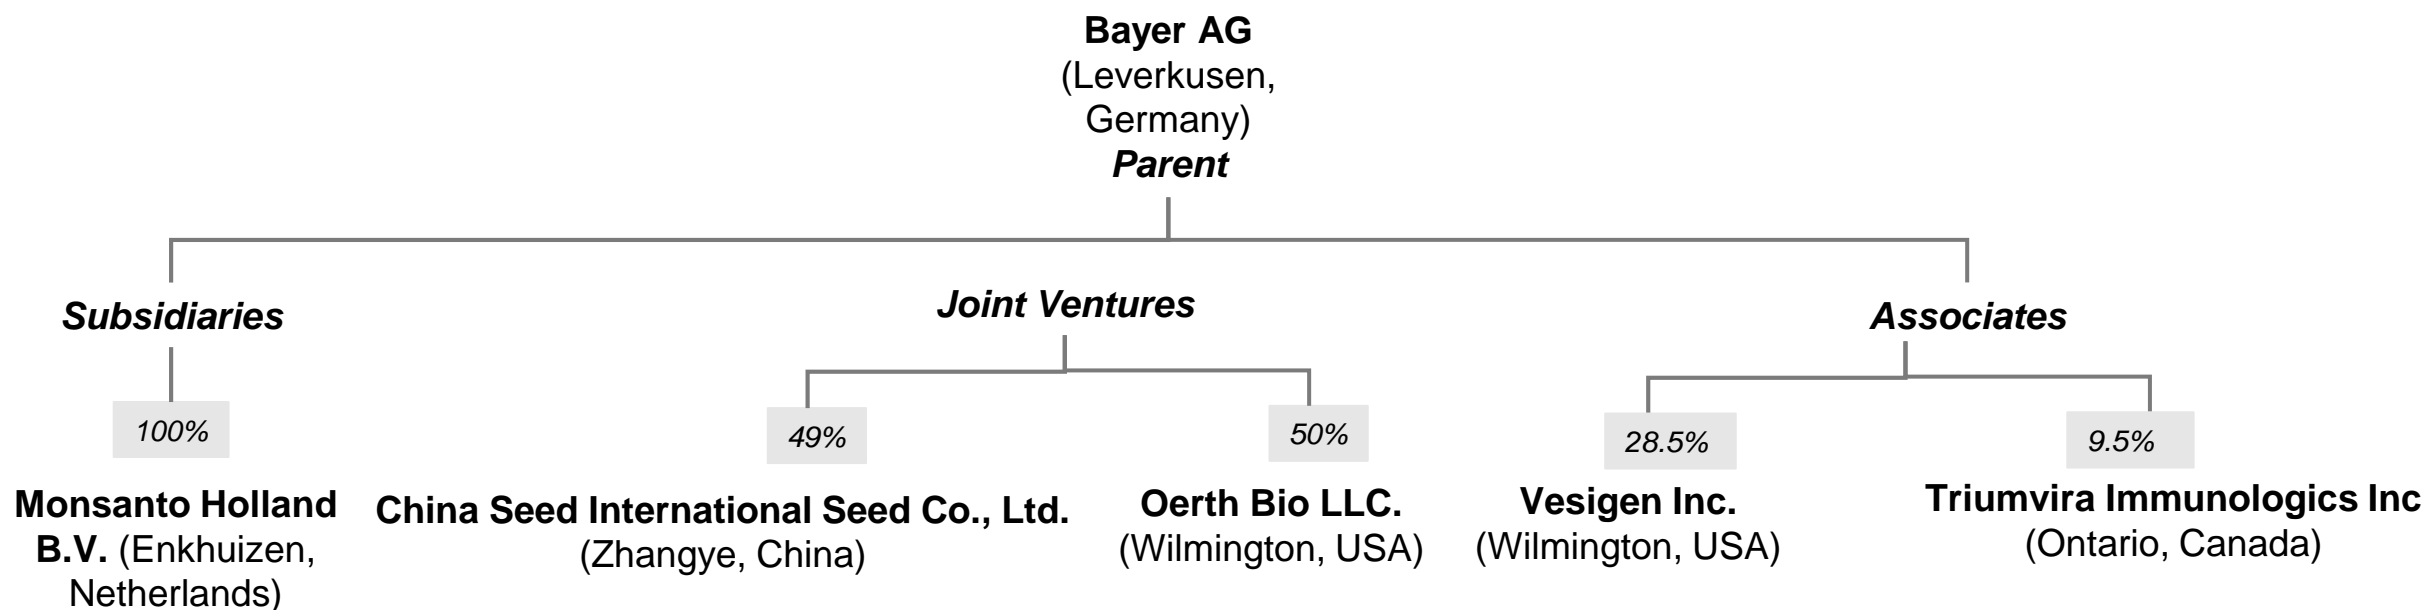 Bayer AG
(Leverkusen,
Germany)
Parent
Subsidiaries
Joint Ventures
Associates
100%
49%
50%
28.5%
9.5%
Monsanto Holland
B.V. (Enkhuizen,
Netherlands)
China Seed International Seed Co., Ltd.
(Zhangye, China)
Oerth Bio LLC.
(Wilmington, USA)
Vesigen Inc.
(Wilmington, USA)
Triumvira Immunologics Inc
(Ontario, Canada)